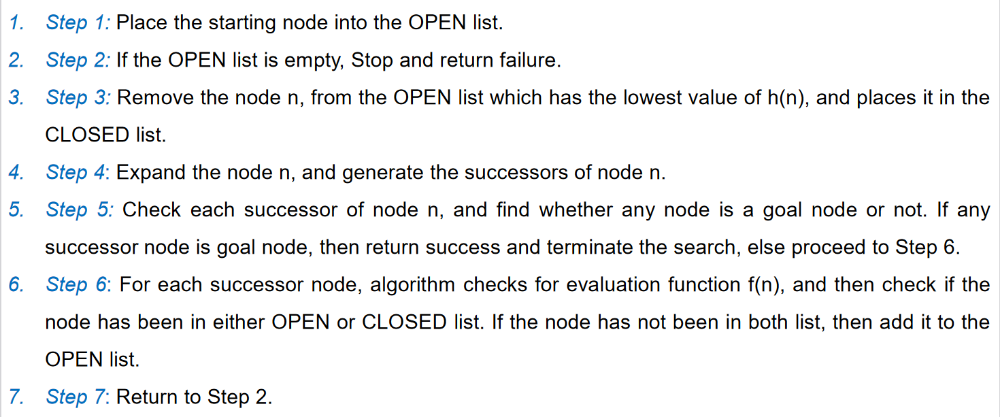 1. Step 1: Place the starting node into the OPEN list.
2. Step 2: If the OPEN list is empty, Stop and return failure.
3. Step 3: Remove the node n, from the OPEN list which has the lowest value of h(n), and places it in the
CLOSED list.
4. Step 4: Expand the node n, and generate the successors of node n.
5. Step 5: Check each successor of node n, and find whether any node is a goal node or not. If any
successor node is goal node, then return success and terminate the search, else proceed to Step 6.
6. Step 6: For each successor node, algorithm checks for evaluation function f(n), and then check if the
node has been in either OPEN or CLOSED list. If the node has not been in both list, then add it to the
OPEN list.
7. Step 7: Return to Step 2.